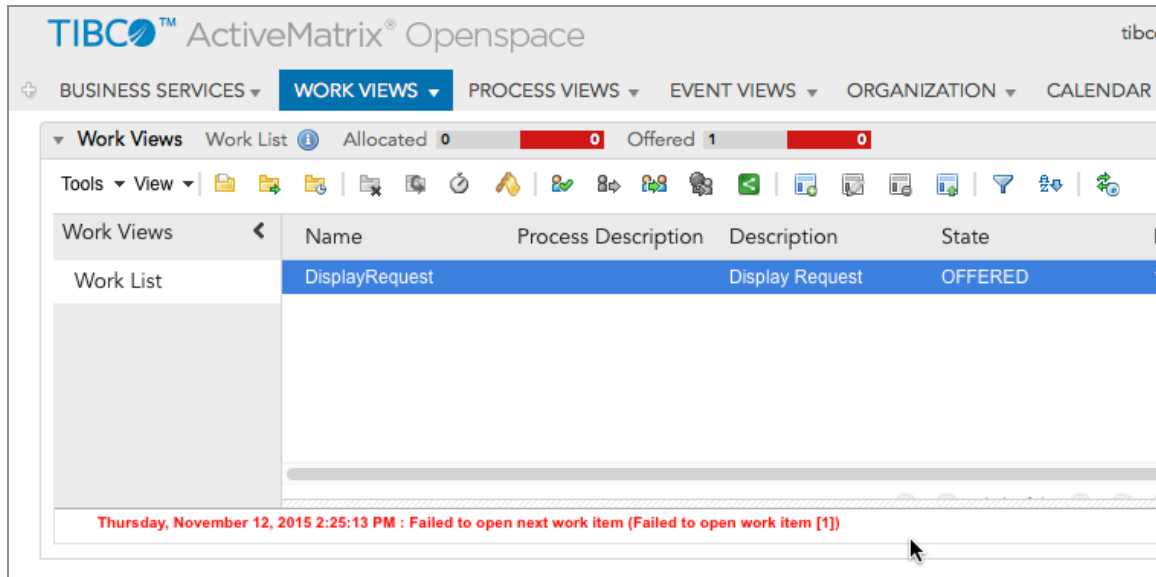 TIBCO™ ActiveMatrix® Openspace
tibc
BUSINESS SERVICES WORK VIEWS PROCESS VIEWS EVENT VIEWS ORGANIZATION CALENDAR
Work Views Work List Allocated 0 0 Offered 1 0
Tools View
Work Views Name Process Description Description State
Work List DisplayRequest Display Request OFFERED
Thursday, November 12, 2015 2:25:13 PM : Failed to open next work item (Failed to open work item [1])